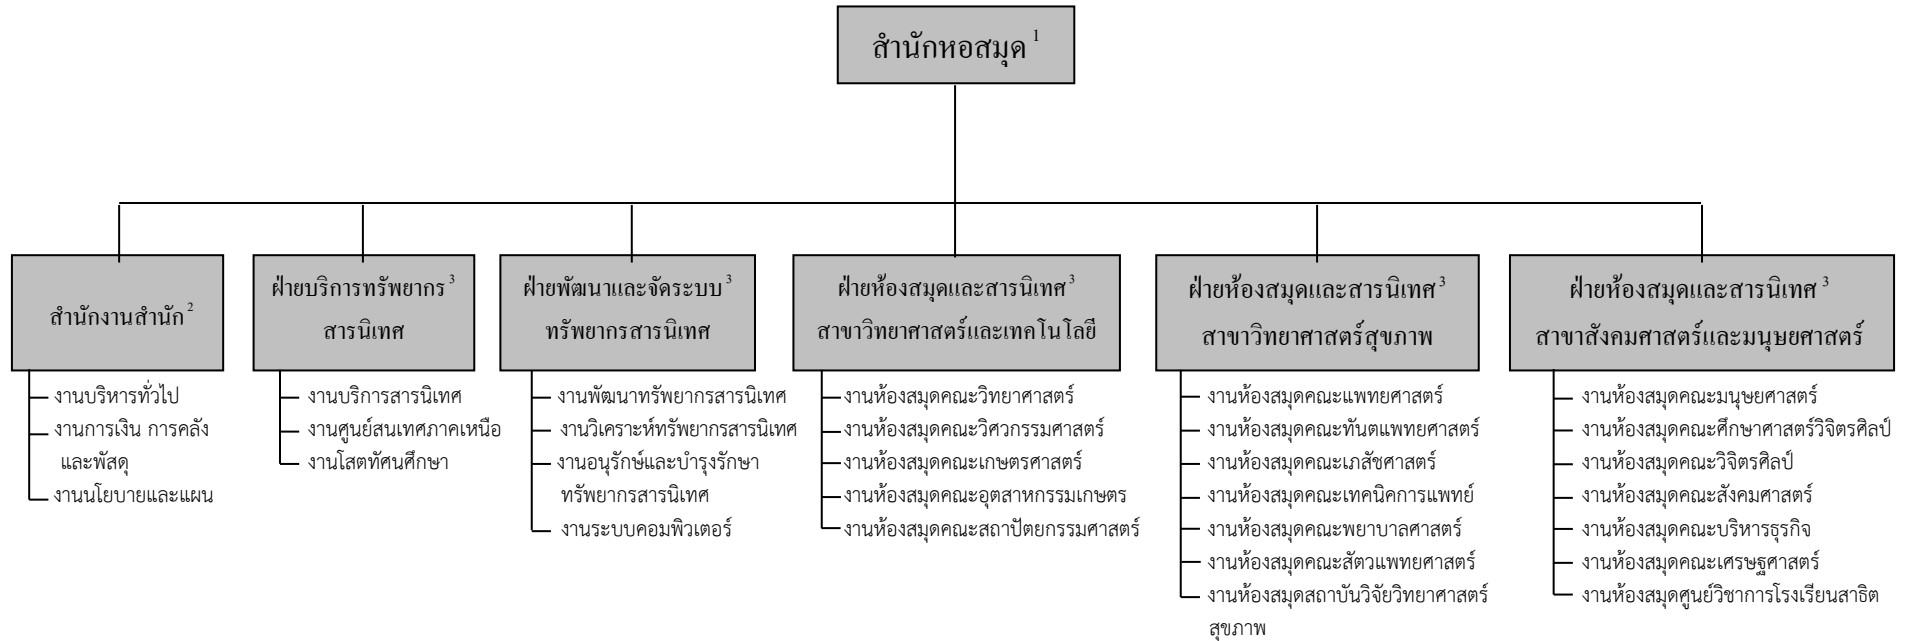 สำนักหอสมุด 1
สำนักงานสำนัก 2
งานบริหารทั่วไป
งานการเงิน การคลัง
และพัสดุ
งานนโยบายและแผน
ฝ่ายบริการทรัพยากร 3
สารนิเทศ
งานบริการสารนิเทศ
งานศูนย์สนเทศภาคเหนือ
งานโสตทัศนศึกษา
ฝ่ายพัฒนาและจัดระบบ 3
ทรัพยากรสารนิเทศ
งานพัฒนาทรัพยากรสารนิเทศ
งานวิเคราะห์ทรัพยากรสารนิเทศ
งานอนุรักษ์และบำรุงรักษา
ทรัพยากรสารนิเทศ
งานระบบคอมพิวเตอร์
ฝ่ายห้องสมุดและสารนิเทศ 3
สาขาวิทยาศาสตร์และเทคโนโลยี
งานห้องสมุดคณะวิทยาศาสตร์
งานห้องสมุดคณะวิศวกรรมศาสตร์
งานห้องสมุดคณะเกษตรศาสตร์
งานห้องสมุดคณะอุตสาหกรรมเกษตร
งานห้องสมุดคณะสถาปัตยกรรมศาสตร์
ฝ่ายห้องสมุดและสารนิเทศ 3
สาขาวิทยาศาสตร์สุขภาพ
งานห้องสมุดคณะแพทยศาสตร์
งานห้องสมุดคณะทันตแพทยศาสตร์
งานห้องสมุดคณะเภสัชศาสตร์
งานห้องสมุดคณะเทคนิคการแพทย์
งานห้องสมุดคณะพยาบาลศาสตร์
งานห้องสมุดคณะสัตวแพทยศาสตร์
งานห้องสมุดสถาบันวิจัยวิทยาศาสตร์
สุขภาพ
ฝ่ายห้องสมุดและสารนิเทศ 3
สาขาสังคมศาสตร์และมนุษยศาสตร์
งานห้องสมุดคณะมนุษยศาสตร์
งานห้องสมุดคณะศึกษาศาสตร์วิจิตรศิลป์
งานห้องสมุดคณะวิจิตรศิลป์
งานห้องสมุดคณะสังคมศาสตร์
งานห้องสมุดคณะบริหารธุรกิจ
งานห้องสมุดคณะเศรษฐศาสตร์
งานห้องสมุดศูนย์วิชาการโรงเรียนสาธิต